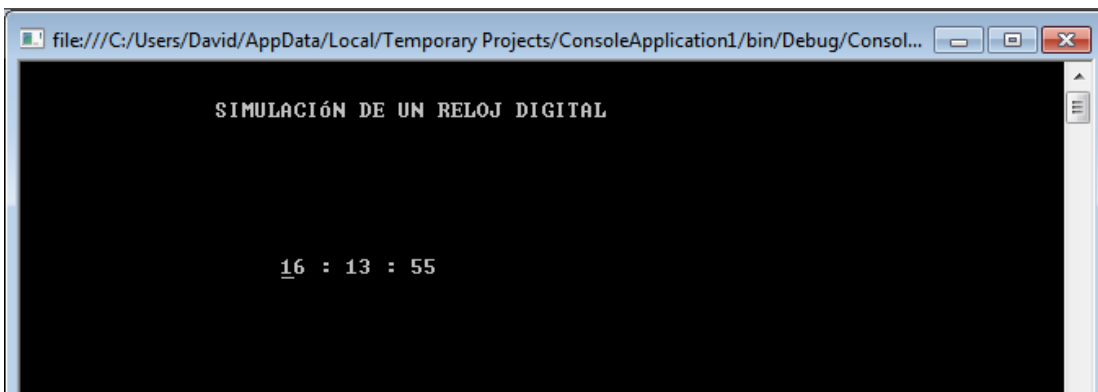 file:///C:/Users/David/AppData/Local/Temporary Projects/ConsoleApplication1/bin/Debug/Consol...
SIMULACIóN DE UN RELOJ DIGITAL
16 : 13 : 55